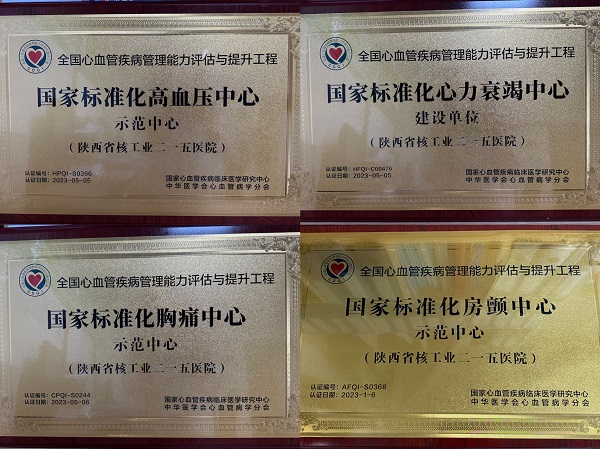 全国心血管疾病管理能力评估与提升工程
国家标准化高血压中心
示范中心
(陕西省核工业二一五医院)
认证编号:HPQI-S0266
认证日期:2023-05-05
国家心血管疾病临床医学研究中心
中华医学会心血管病学分会
全国心血管疾病管理能力评估与提升工程
国家标准化心力衰竭中心
建设单位
(陕西省核工业二一五医院)
认证编号:HFQI-C00476
认证日期:2023-05-05
国家心血管疾病临床医学研究中心
中华医学会心血管病学分会
全国心血管疾病管理能力评估与提升工程
国家标准化胸痛中心
示范中心
(陕西省核工业二一五医院)
认证编号:CPQI-S0244
认证日期:2023-05-06
国家心血管疾病临床医学研究中心
中华医学会心血管病学分会
全国心血管疾病管理能力评估与提升工程
国家标准化房颤中心
示范中心
(陕西省核工业二一五医院)
认证编号:AFQI-S0368
认证日期:2023-1-6
国家心血管疾病临床医学研究中心
中华医学会心血管病学分会